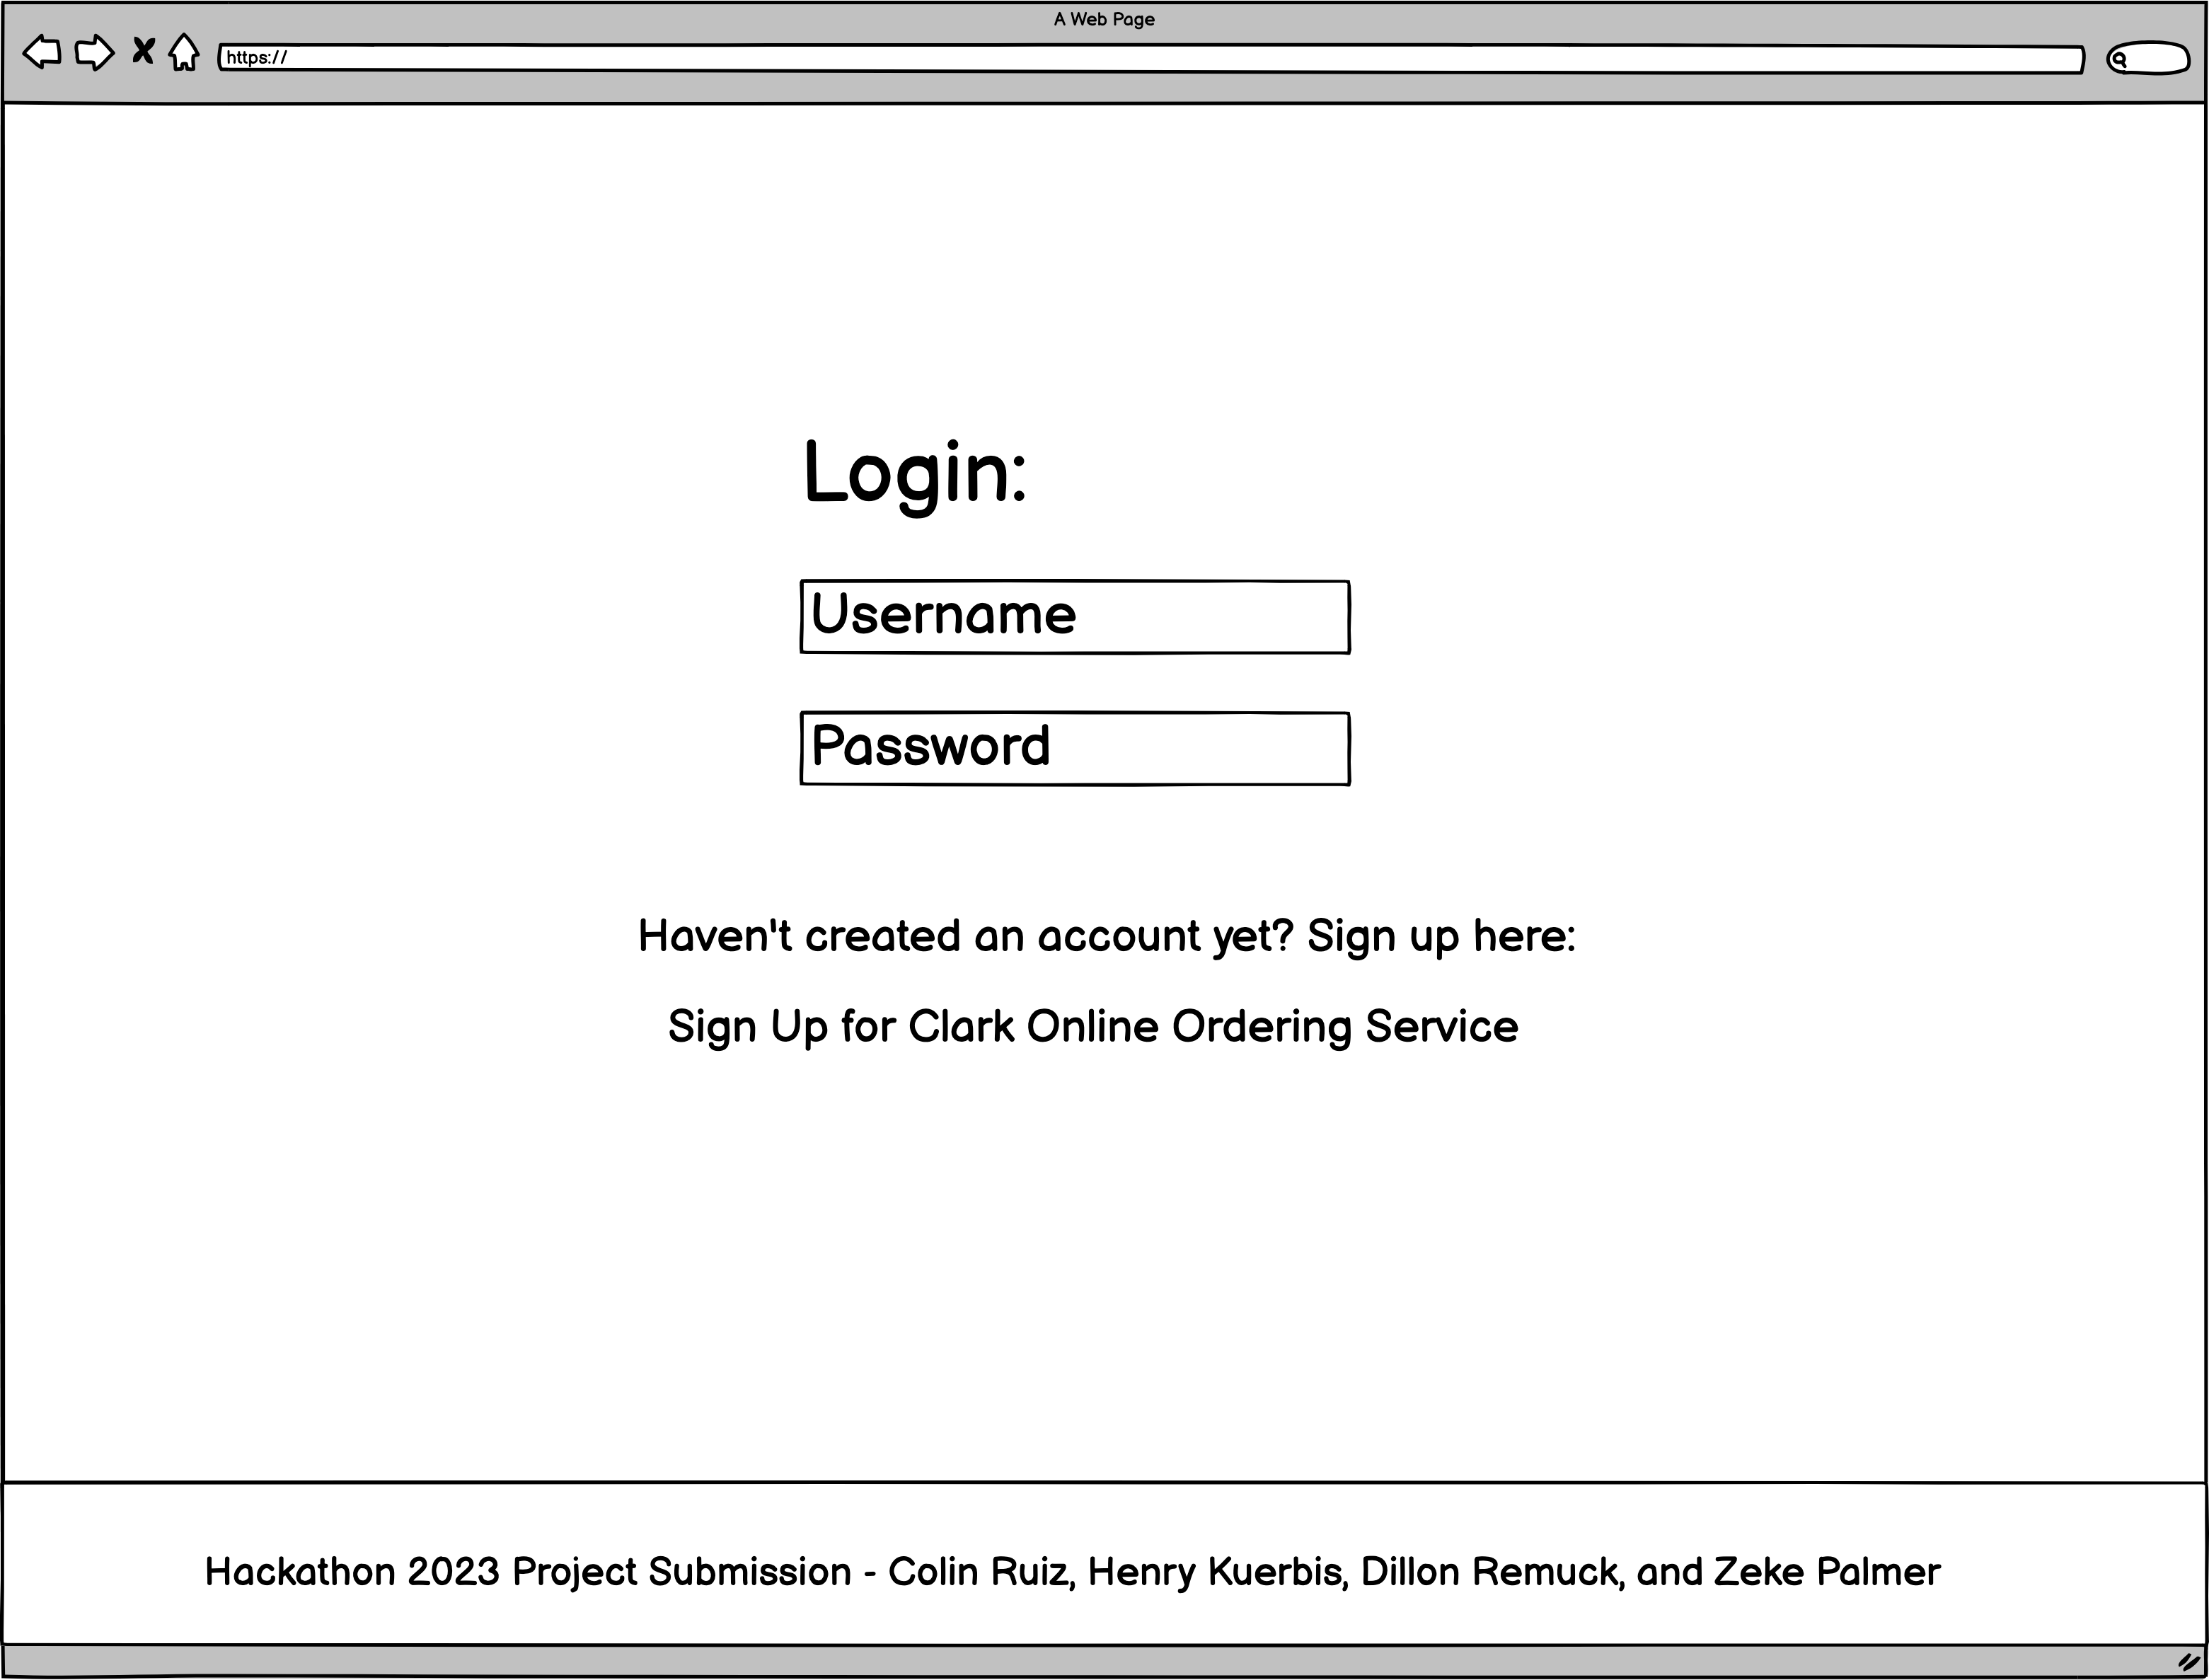 A Web Page
https://
Login:
Username
Password
Haven't created an account yet? Sign up here:
Sign Up for Clark Online Ordering Service
Hackathon 2023 Project Submission - Colin Ruiz, Henry Kuerbis, Dillon Remuck, and Zeke Palmer